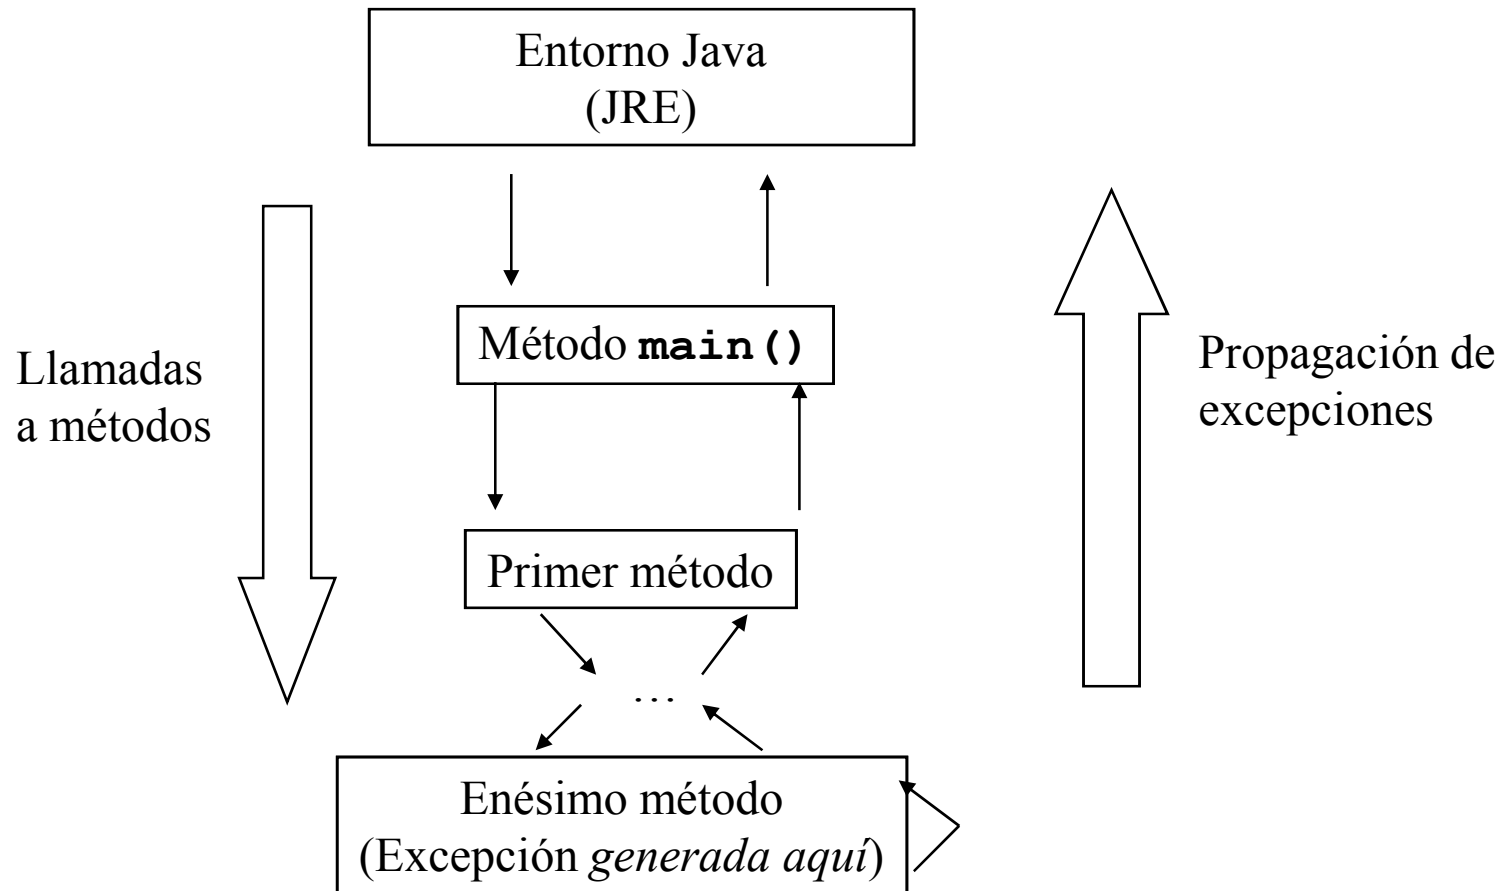 Entorno Java
(JRE)
Llamadas
a métodos
Método main()
Propagación de
excepciones
Primer método
...
Enésimo método
(Excepción generada aquí)